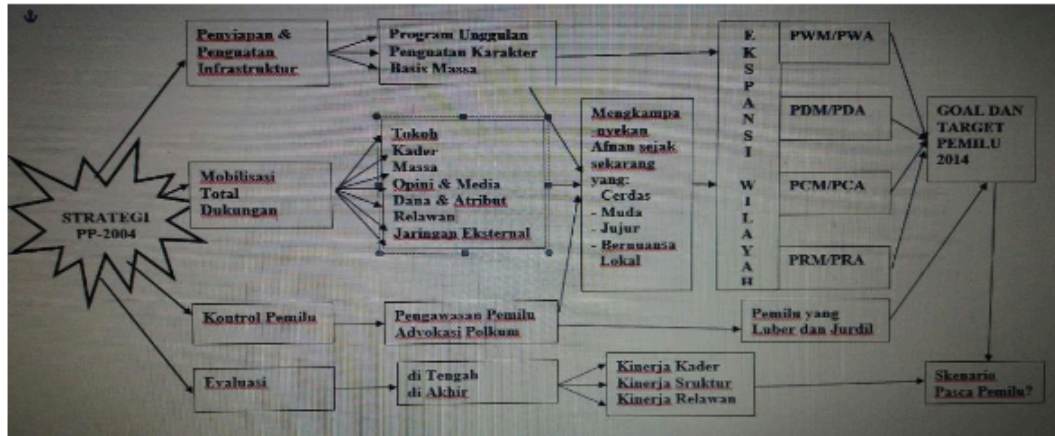 STRATEGI
PP-2004
Penyiapan &
Penguatan
Infrastruktur
Program Unggulan
Penguatan Karakter
Basis Massa
Mobilisasi
Total
Dukungan
Tokoh
Kader
Massa
Opini & Media
Dana & Atribut
Relawan
Jaringan Eksternal
Mengkampa
-nyekan
Afnan sejak
sekarang
yang:
- Cerdas
- Muda
- Jujur
- Bernuansa
Lokal
EKSPANSI
WILAYAH
PWM/PWA
PDM/PDA
PCM/PCA
PRM/PRA
GOAL DAN
TARGET
PEMILU
2014
Kontrol Pemilu
Pengawasan Pemilu
Advokasi Polkum
Pemilu yang
Luber dan Jurdil
Evaluasi
di Tengah
di Akhir
Kinerja Kader
Kinerja Sruktur
Kinerja Relawan
Skenario
Pasca Pemilu?